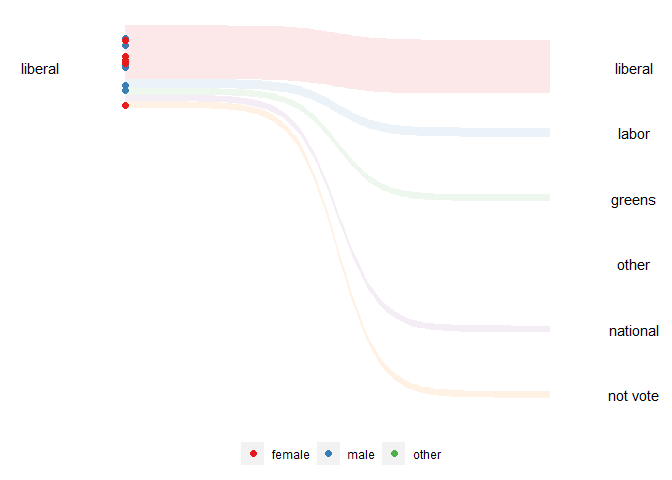 liberal
liberal
labor
greens
other
national
not vote
female male other